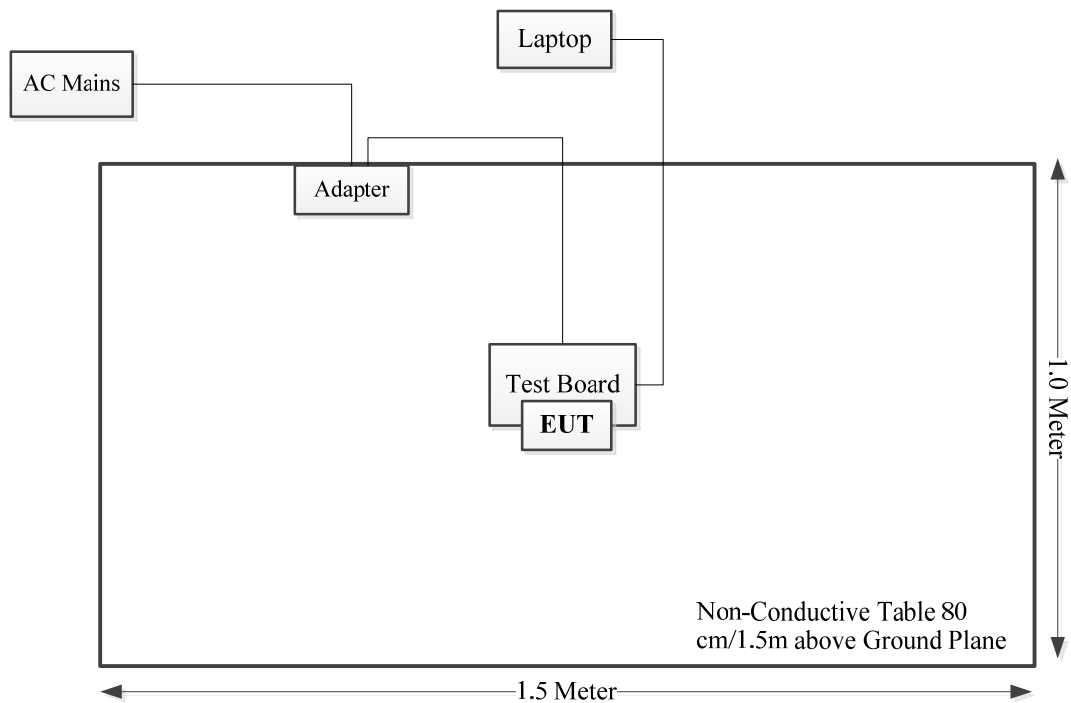 Laptop
AC Mains
Adapter
Test Board
EUT
1.0 Meter
Non-Conductive Table 80
cm/1.5m above Ground Plane
1.5 Meter